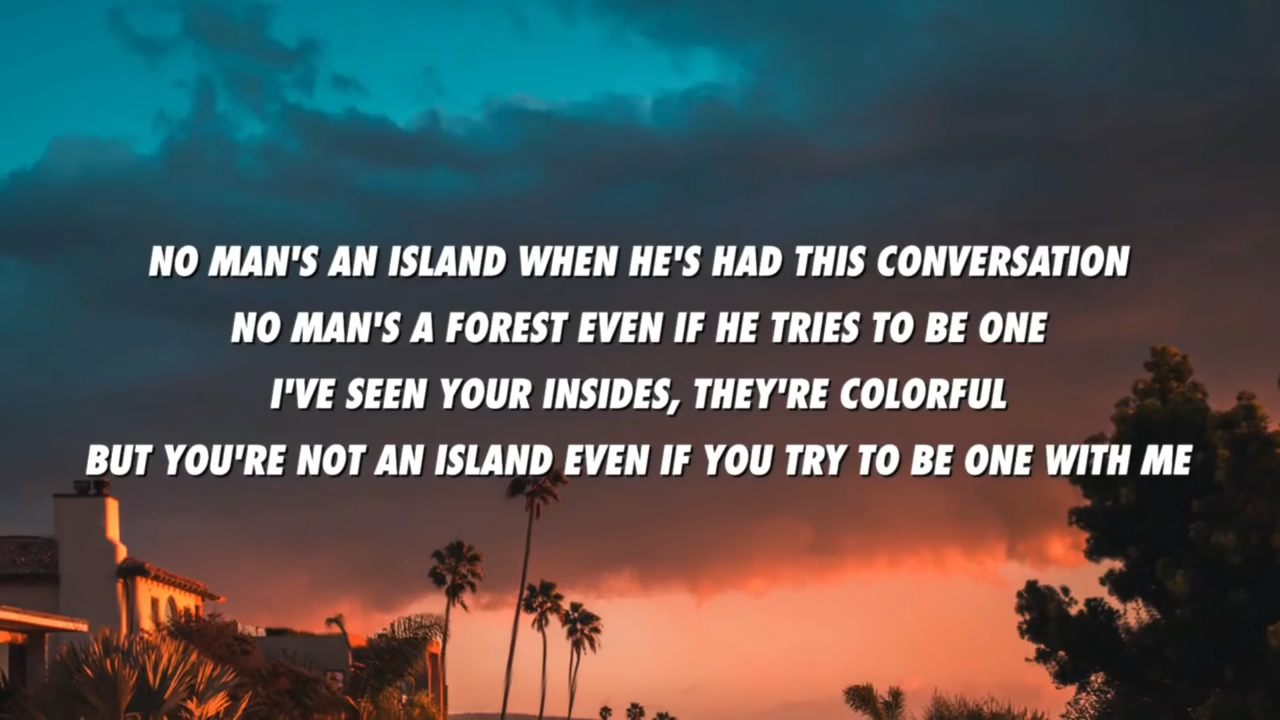 NO MAN'S AN ISLAND WHEN HE'S HAD THIS CONVERSATION
NO MAN'S A FOREST EVEN IF HE TRIES TO BE ONE
I'VE SEEN YOUR INSIDES, THEY'RE COLORFUL
BUT YOU'RE NOT AN ISLAND EVEN IF YOU TRY TO BE ONE WITH ME